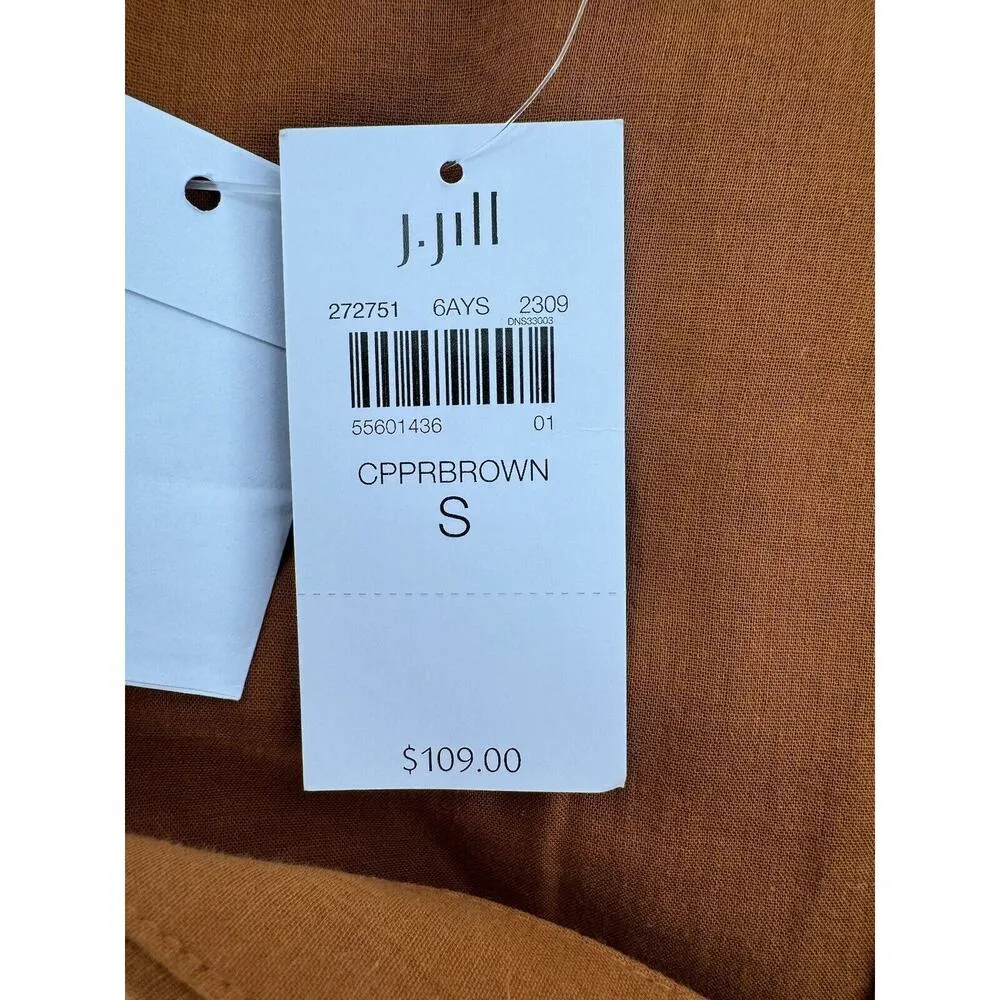 J.Jill
272751 6AYS 2309
DNS33003
55601436 01
CPPRBROWN
S
$109.00